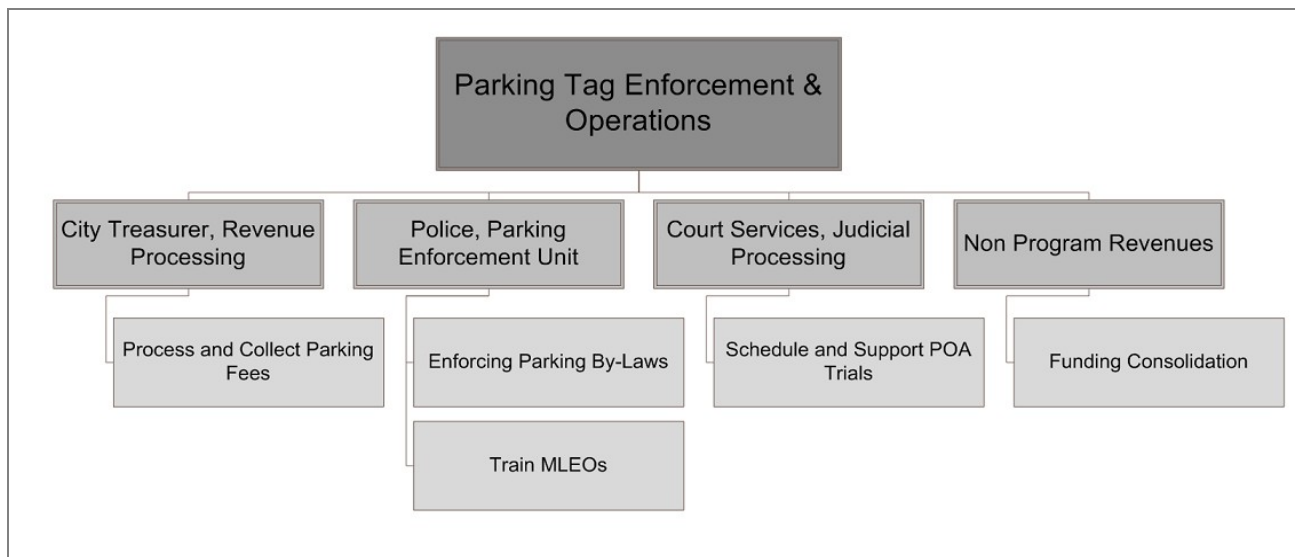 Parking Tag Enforcement &
Operations
City Treasurer, Revenue
Processing
Police, Parking
Enforcement Unit
Court Services, Judicial
Processing
Non Program Revenues
Process and Collect Parking
Fees
Enforcing Parking By-Laws
Schedule and Support POA
Trials
Funding Consolidation
Train MLEOs